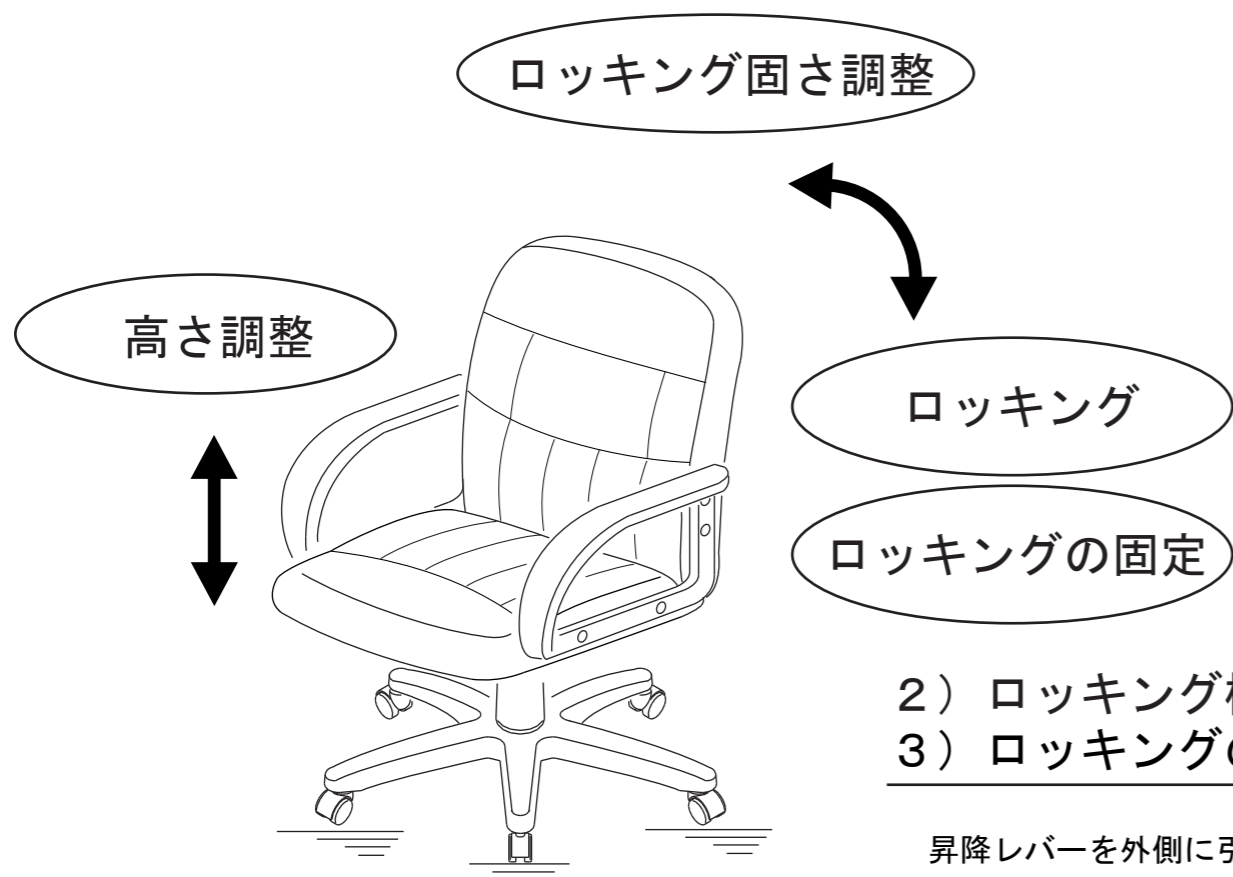 ロッキング固さ調整
高さ調整
ロッキング
ロッキングの固定
２）ロッキング
３）ロッキングの
昇降レバーを外側に引